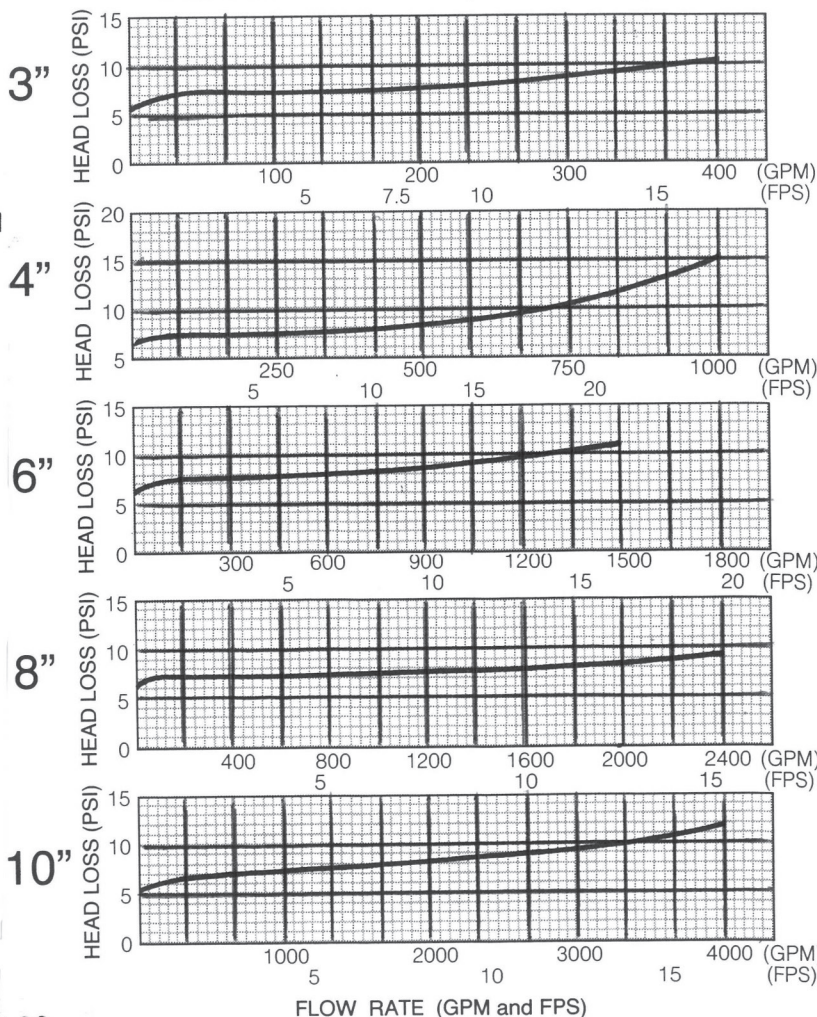 3”
HEAD LOSS (PSI)
15
10
5
0
100 200 300 400 (GPM)
5 7.5 10 15 (FPS)
4”
HEAD LOSS (PSI)
20
15
10
5
250 500 750 1000 (GPM)
5 10 15 20 (FPS)
6”
HEAD LOSS (PSI)
15
10
5
0
300 600 900 1200 1500 1800 (GPM)
5 10 15 20 (FPS)
8”
HEAD LOSS (PSI)
15
10
5
0
400 800 1200 1600 2000 2400 (GPM)
5 10 15 (FPS)
10”
HEAD LOSS (PSI)
15
10
5
0
1000 2000 3000 4000 (GPM
5 10 15 (FPS)
FLOW RATE (GPM and FPS)